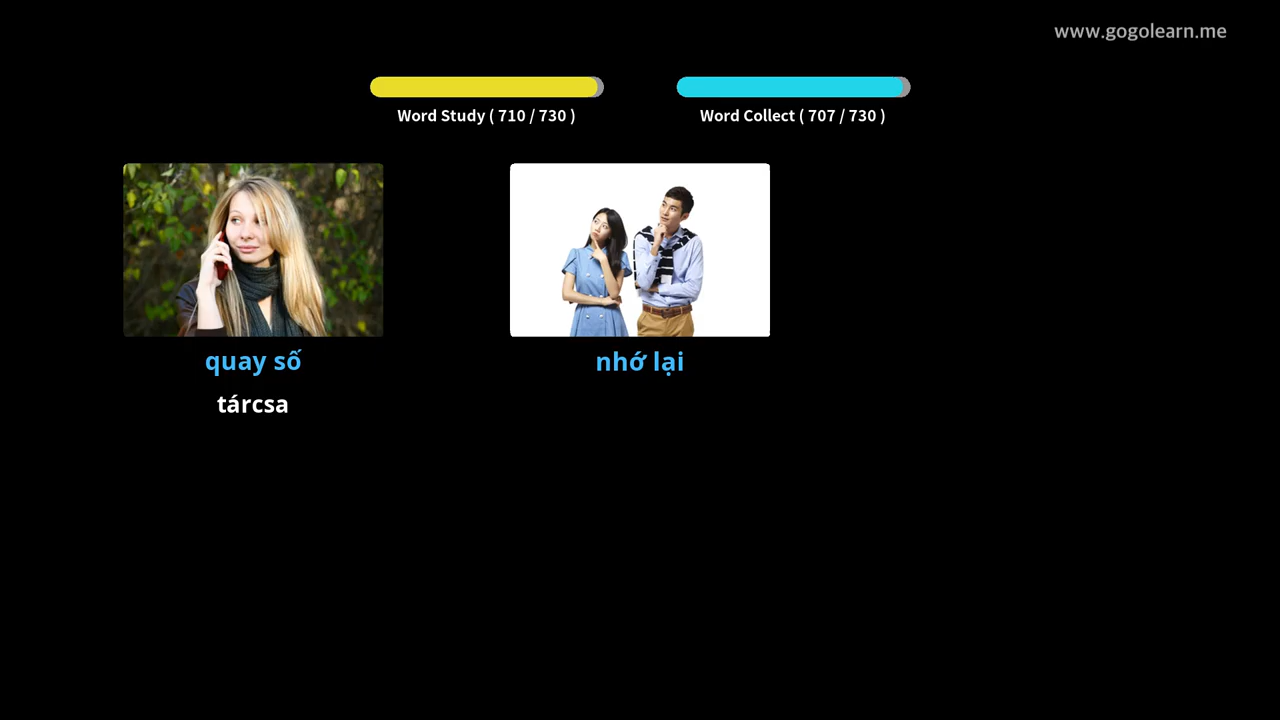 www.gogolearn.me
Word Study ( 710 / 730 )
Word Collect ( 707 / 730 )
quay số
nhớ lại
tárcsa